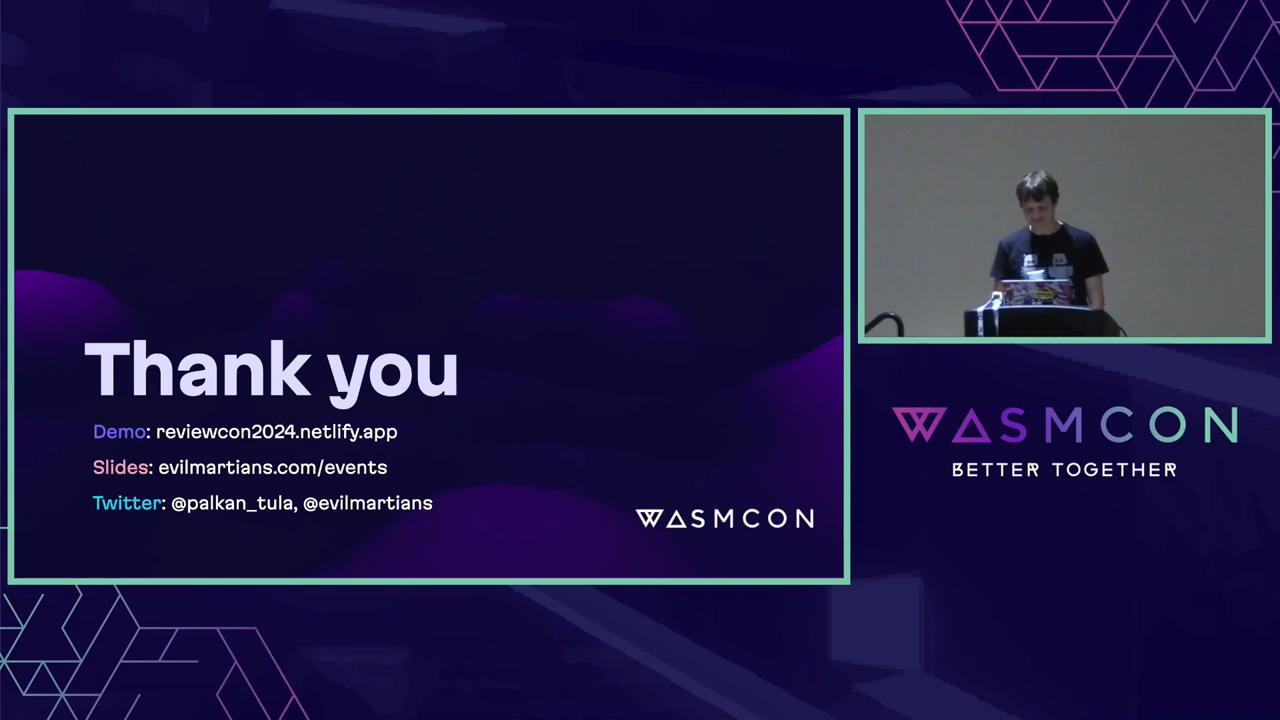 Thank you
Demo: reviewcon2024.netlify.app
Slides: evilmartians.com/events
Twitter: @palkan_tula, @evilmartians
WASMCON
WASMCON
BETTER TOGETHER